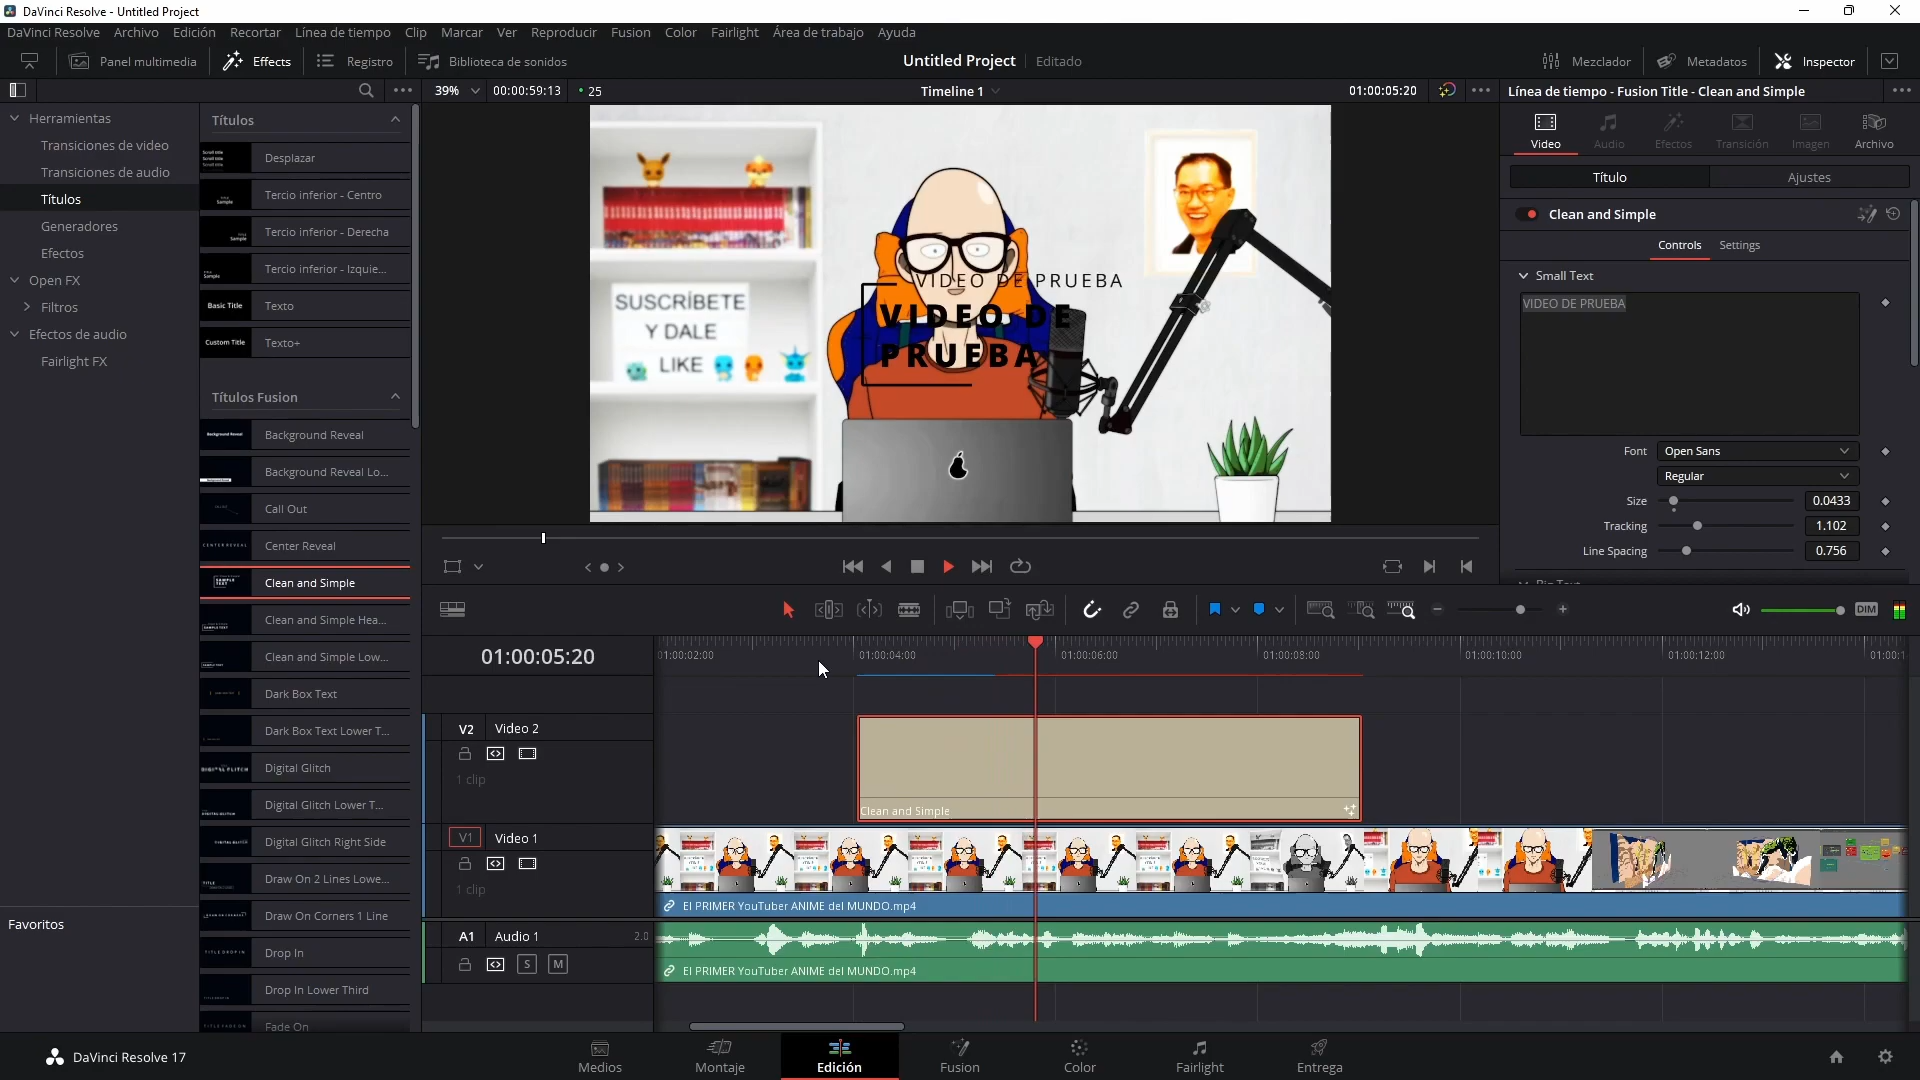 DaVinci Resolve - Untitled Project
DaVinci Resolve Archivo Edición Recortar Línea de tiempo Clip Marcar Ver Reproducir Fusion Color Fairlight Área de trabajo Ayuda
Panel multimedia Effects Registro Biblioteca de sonidos Untitled Project Editado Mezclador Metadatos Inspector
39% 00:00:59:13 25 Timeline 1 01:00:05:20 Línea de tiempo - Fusion Title - Clean and Simple
Herramientas
Transiciones de video
Transiciones de audio
Títulos
Generadores
Efectos
Open FX
Filtros
Efectos de audio
Fairlight FX
Favoritos
Títulos
Desplazar
Tercio inferior - Centro
Tercio inferior - Derecha
Tercio inferior - Izquie...
Basic Title Texto
Custom Title Texto+
Títulos Fusion
Background Reveal
Background Reveal Lo...
Call Out
Center Reveal
Clean and Simple
Clean and Simple Hea...
Clean and Simple Low...
Dark Box Text
Dark Box Text Lower T...
Digital Glitch
Digital Glitch Lower T...
Digital Glitch Right Side
Draw On 2 Lines Lowe...
Draw On Corners 1 Line
Drop In
Drop In Lower Third
Fade On
SUSCRÍBETE
Y DALE
LIKE
VIDEO DE PRUEBA
VIDEO DE
PRUEBA
Video Audio Efectos Transición Imagen Archivo
Título Ajustes
Clean and Simple
Controls Settings
Small Text
VIDEO DE PRUEBA
Font Open Sans
Regular
Size 0.0433
Tracking 1.102
Line Spacing 0.756
DIM
01:00:05:20
01:00:02:00 01:00:04:00 01:00:06:00 01:00:08:00 01:00:10:00 01:00:12:00 01:00:1
V2 Video 2
1 clip
Clean and Simple
V1 Video 1
1 clip
El PRIMER YouTuber ANIME del MUNDO.mp4
A1 Audio 1 2.0
S M
El PRIMER YouTuber ANIME del MUNDO.mp4
DaVinci Resolve 17
Medios Montaje Edición Fusion Color Fairlight Entrega